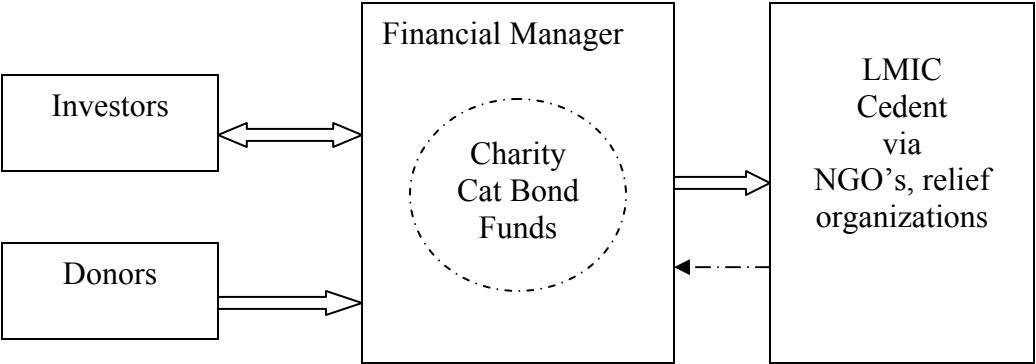 Investors
Donors
Financial Manager
Charity
Cat Bond
Funds
LMIC
Cedent
via
NGO’s, relief
organizations